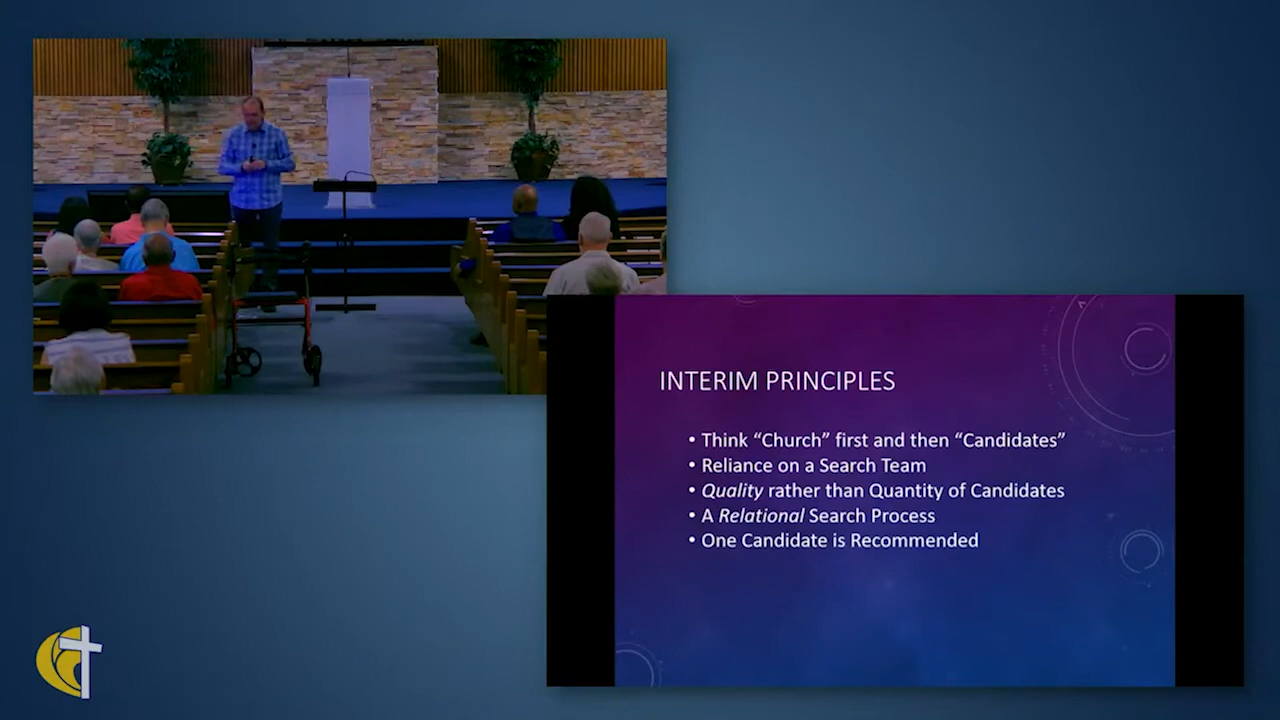 INTERIM PRINCIPLES
• Think “Church” first and then “Candidates”
• Reliance on a Search Team
• Quality rather than Quantity of Candidates
• A Relational Search Process
• One Candidate is Recommended